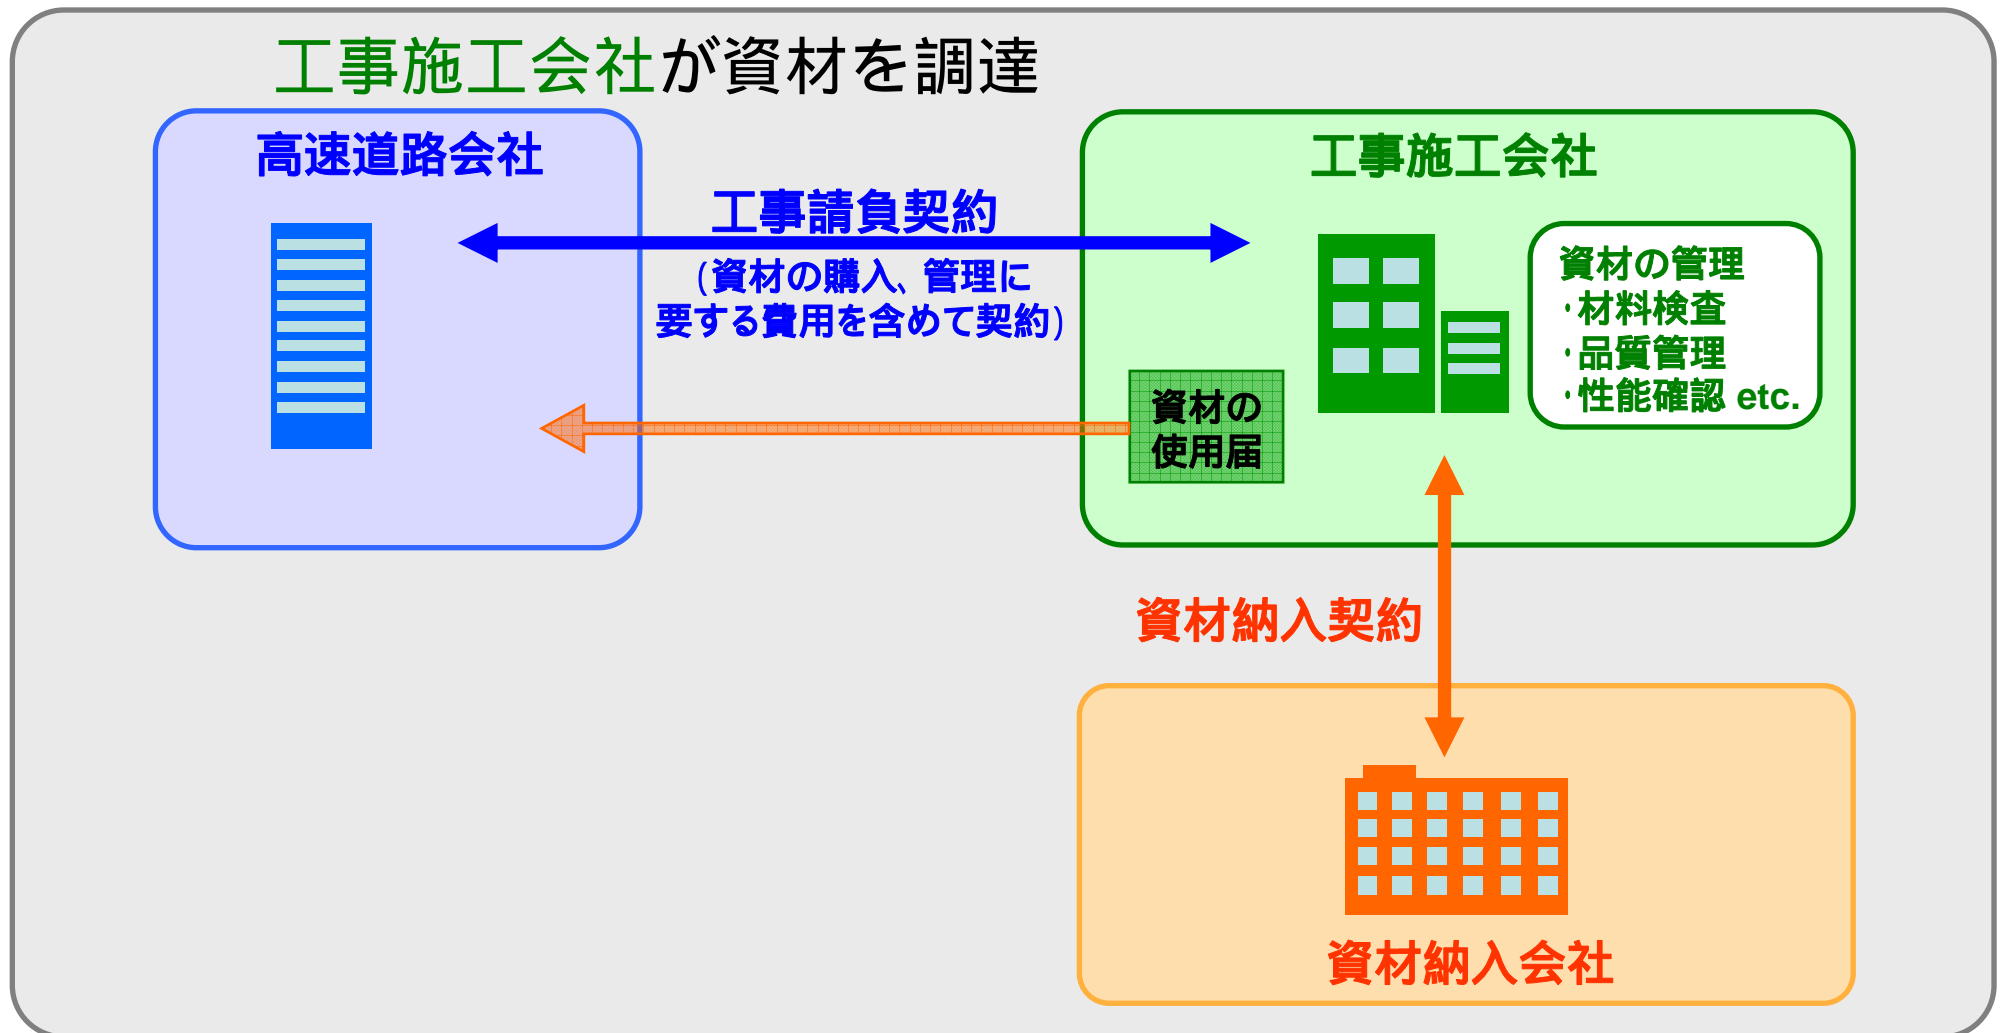 工事施工会社が資材を調達
高速道路会社
工事請負契約
(資材の購入、管理に
要する費用を含めて契約)
工事施工会社
資材の管理
・材料検査
・品質管理
・性能確認 etc.
資材の
使用届
資材納入契約
資材納入会社